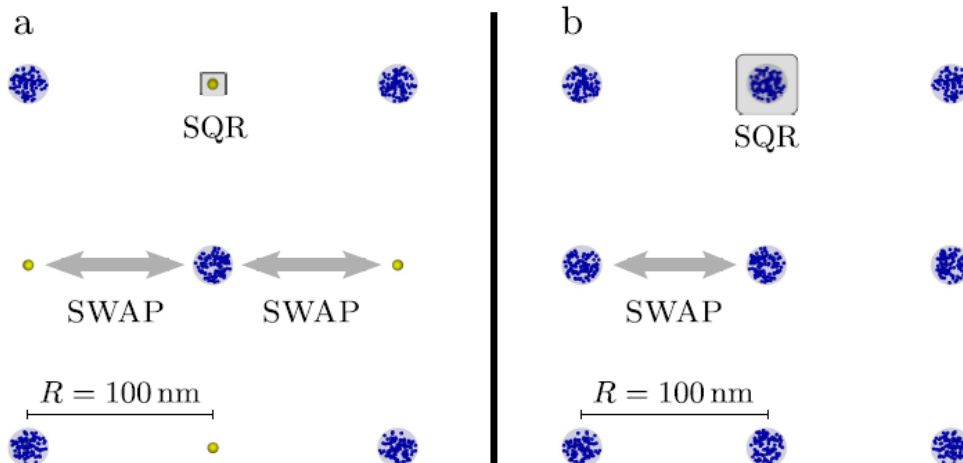 a
b
SQR
SQR
SWAP SWAP
SWAP
R = 100 nm
R = 100 nm